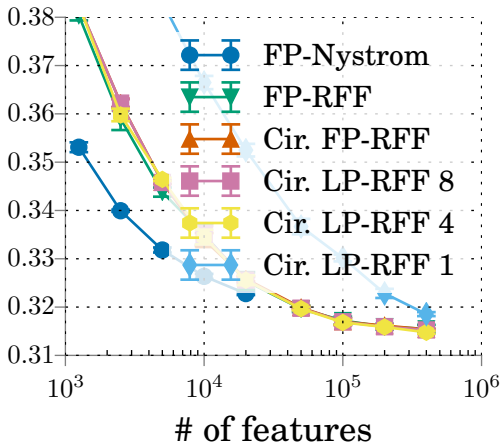 0.38
0.37
0.36
0.35
0.34
0.33
0.32
0.31
FP-Nystrom
FP-RFF
Cir. FP-RFF
Cir. LP-RFF 8
Cir. LP-RFF 4
Cir. LP-RFF 1
10³ 10⁴ 10⁵ 10⁶
# of features